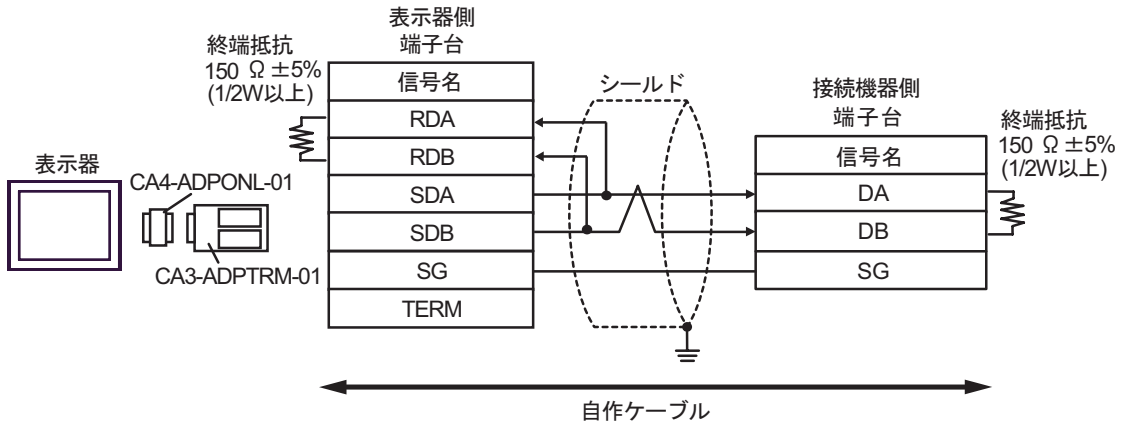 表示器側
端子台
終端抵抗
150 Ω ±5%
(1/2W以上)
信号名
RDA
RDB
SDA
SDB
SG
TERM
シールド
接続機器側
端子台
信号名
DA
DB
SG
終端抵抗
150 Ω ±5%
(1/2W以上)
表示器
CA4-ADPONL-01
CA3-ADPTRM-01
自作ケーブル